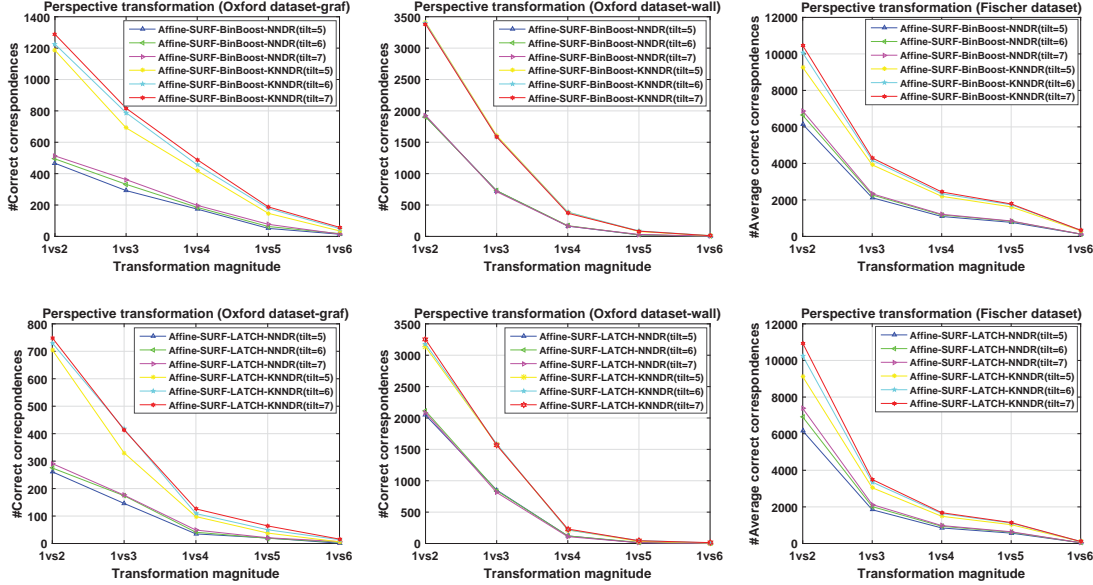 Perspective transformation (Oxford dataset-graf)
1400
1200
1000
800
600
400
200
0
#Correct correspondences
1vs2 1vs3 1vs4 1vs5 1vs6
Transformation magnitude
Affine-SURF-BinBoost-NNDR(tilt=5)
Affine-SURF-BinBoost-NNDR(tilt=6)
Affine-SURF-BinBoost-NNDR(tilt=7)
Affine-SURF-BinBoost-KNNDR(tilt=5)
Affine-SURF-BinBoost-KNNDR(tilt=6)
Affine-SURF-BinBoost-KNNDR(tilt=7)
Perspective transformation (Oxford dataset-wall)
3500
3000
2500
2000
1500
1000
500
0
#Correct correspondences
1vs2 1vs3 1vs4 1vs5 1vs6
Transformation magnitude
Affine-SURF-BinBoost-NNDR(tilt=5)
Affine-SURF-BinBoost-NNDR(tilt=6)
Affine-SURF-BinBoost-NNDR(tilt=7)
Affine-SURF-BinBoost-KNNDR(tilt=5)
Affine-SURF-BinBoost-KNNDR(tilt=6)
Affine-SURF-BinBoost-KNNDR(tilt=7)
Perspective transformation (Fischer dataset)
12000
10000
8000
6000
4000
2000
0
#Average correct correspondences
1vs2 1vs3 1vs4 1vs5 1vs6
Transformation magnitude
Affine-SURF-BinBoost-NNDR(tilt=5)
Affine-SURF-BinBoost-NNDR(tilt=6)
Affine-SURF-BinBoost-NNDR(tilt=7)
Affine-SURF-BinBoost-KNNDR(tilt=5)
Affine-SURF-BinBoost-KNNDR(tilt=6)
Affine-SURF-BinBoost-KNNDR(tilt=7)
Perspective transformation (Oxford dataset-graf)
800
700
600
500
400
300
200
100
0
#Correct correcpondences
1vs2 1vs3 1vs4 1vs5 1vs6
Transformation magnitude
Affine-SURF-LATCH-NNDR(tilt=5)
Affine-SURF-LATCH-NNDR(tilt=6)
Affine-SURF-LATCH-NNDR(tilt=7)
Affine-SURF-LATCH-KNNDR(tilt=5)
Affine-SURF-LATCH-KNNDR(tilt=6)
Affine-SURF-LATCH-KNNDR(tilt=7)
Perspective transformation (Oxford dataset-wall)
3500
3000
2500
2000
1500
1000
500
0
#Correct correspondences
1vs2 1vs3 1vs4 1vs5 1vs6
Transformation magnitude
Affine-SURF-LATCH-NNDR(tilt=5)
Affine-SURF-LATCH-NNDR(tilt=6)
Affine-SURF-LATCH-NNDR(tilt=7)
Affine-SURF-LATCH-KNNDR(tilt=5)
Affine-SURF-LATCH-KNNDR(tilt=6)
Affine-SURF-LATCH-KNNDR(tilt=7)
Perspective transformation (Fischer dataset)
12000
10000
8000
6000
4000
2000
0
#Average correct correspondences
1vs2 1vs3 1vs4 1vs5 1vs6
Transformation magnitude
Affine-SURF-LATCH-NNDR(tilt=5)
Affine-SURF-LATCH-NNDR(tilt=6)
Affine-SURF-LATCH-NNDR(tilt=7)
Affine-SURF-LATCH-KNNDR(tilt=5)
Affine-SURF-LATCH-KNNDR(tilt=6)
Affine-SURF-LATCH-KNNDR(tilt=7)